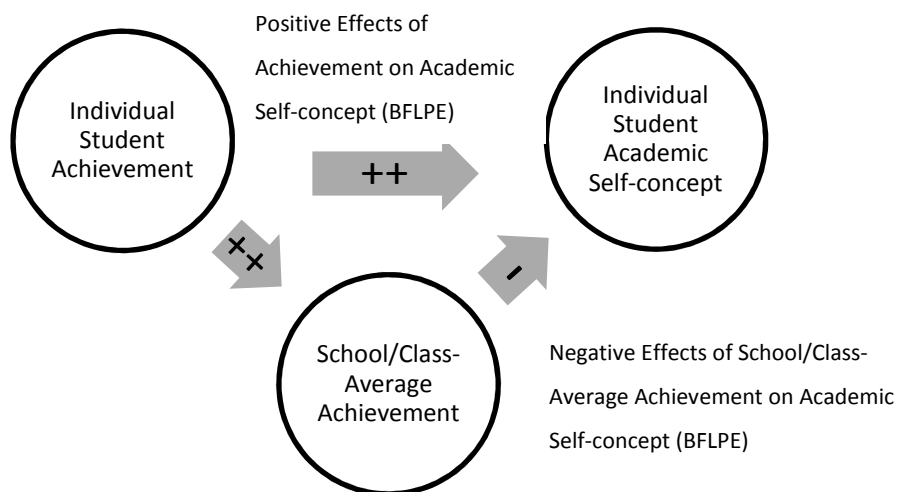 Positive Effects of
Achievement on Academic
Self-concept (BFLPE)
Individual
Student
Achievement
Individual
Student
Academic
Self-concept
++
++
-
School/Class-
Average
Achievement
Negative Effects of School/Class-
Average Achievement on Academic
Self-concept (BFLPE)